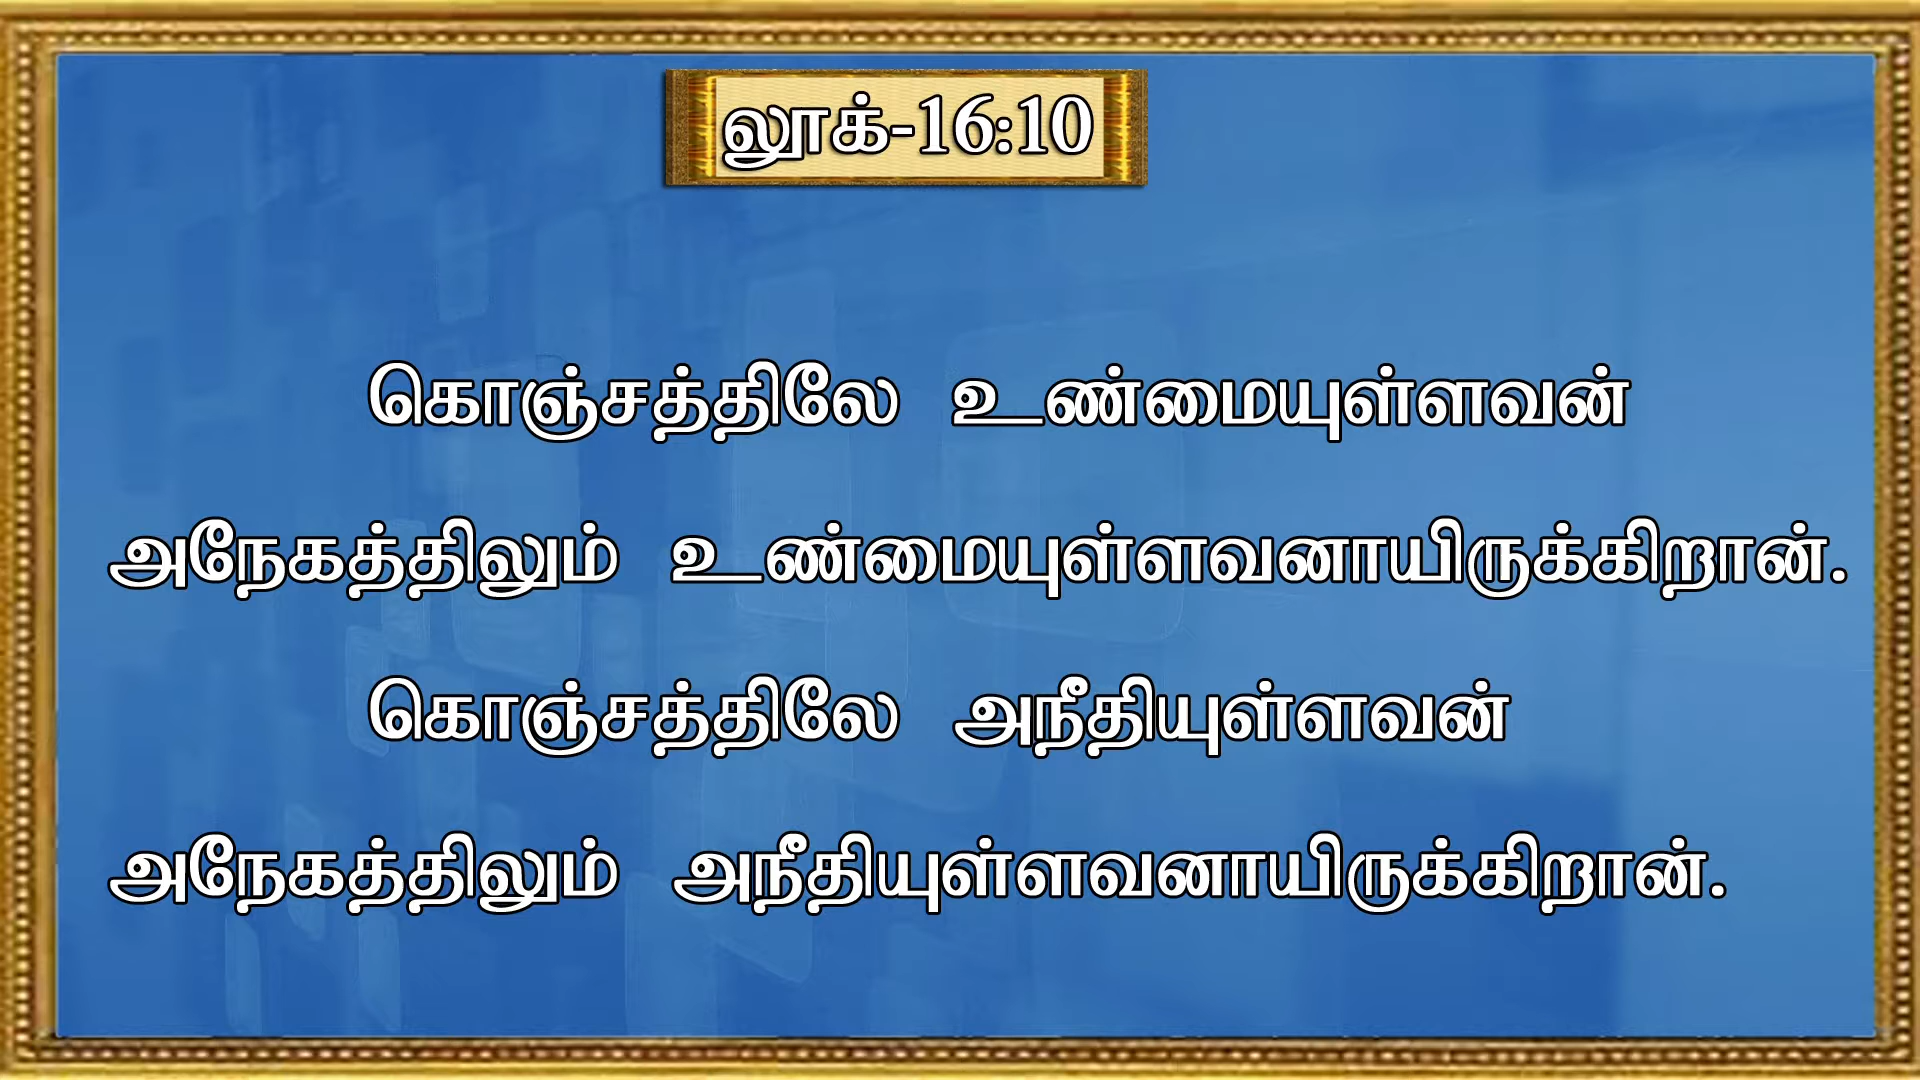 லூக்-16:10
கொஞ்சத்திலே உண்மையுள்ளவன்
அநேகத்திலும் உண்மையுள்ளவனாயிருக்கிறான்.
கொஞ்சத்திலே அநீதியுள்ளவன்
அநேகத்திலும் அநீதியுள்ளவனாயிருக்கிறான்.